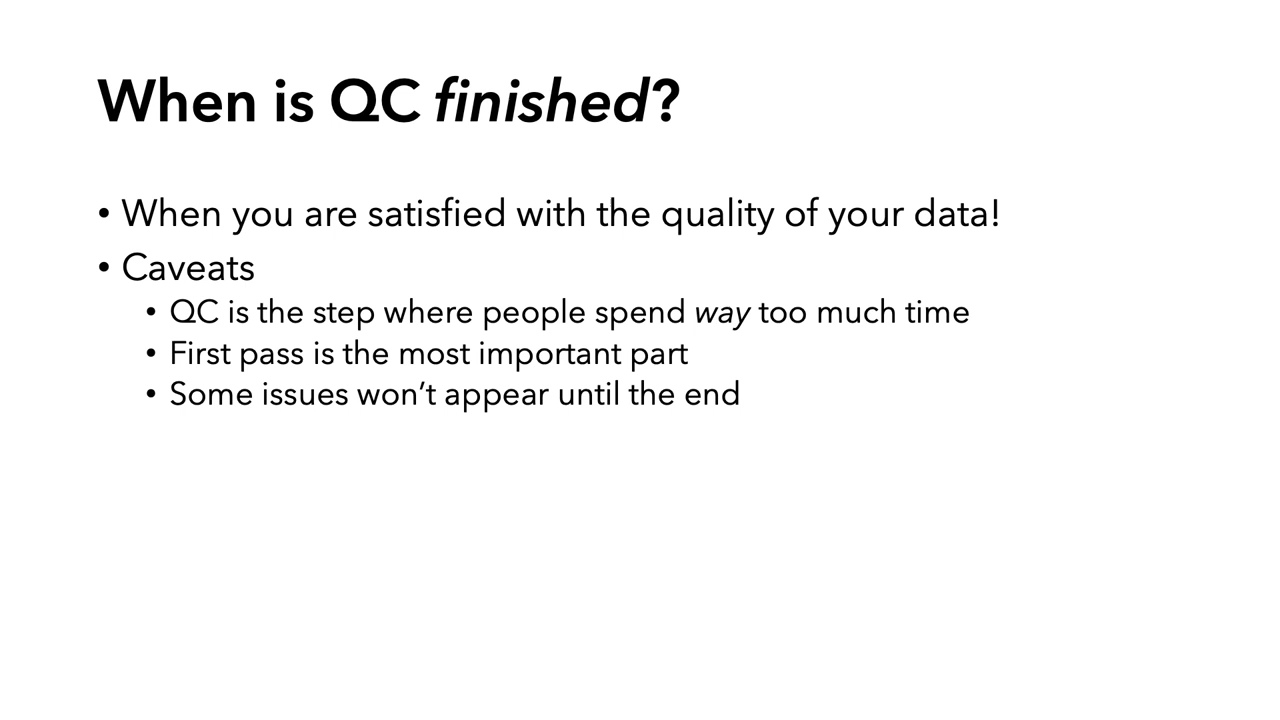 When is QC finished?
• When you are satisfied with the quality of your data!
• Caveats
• QC is the step where people spend way too much time
• First pass is the most important part
• Some issues won’t appear until the end